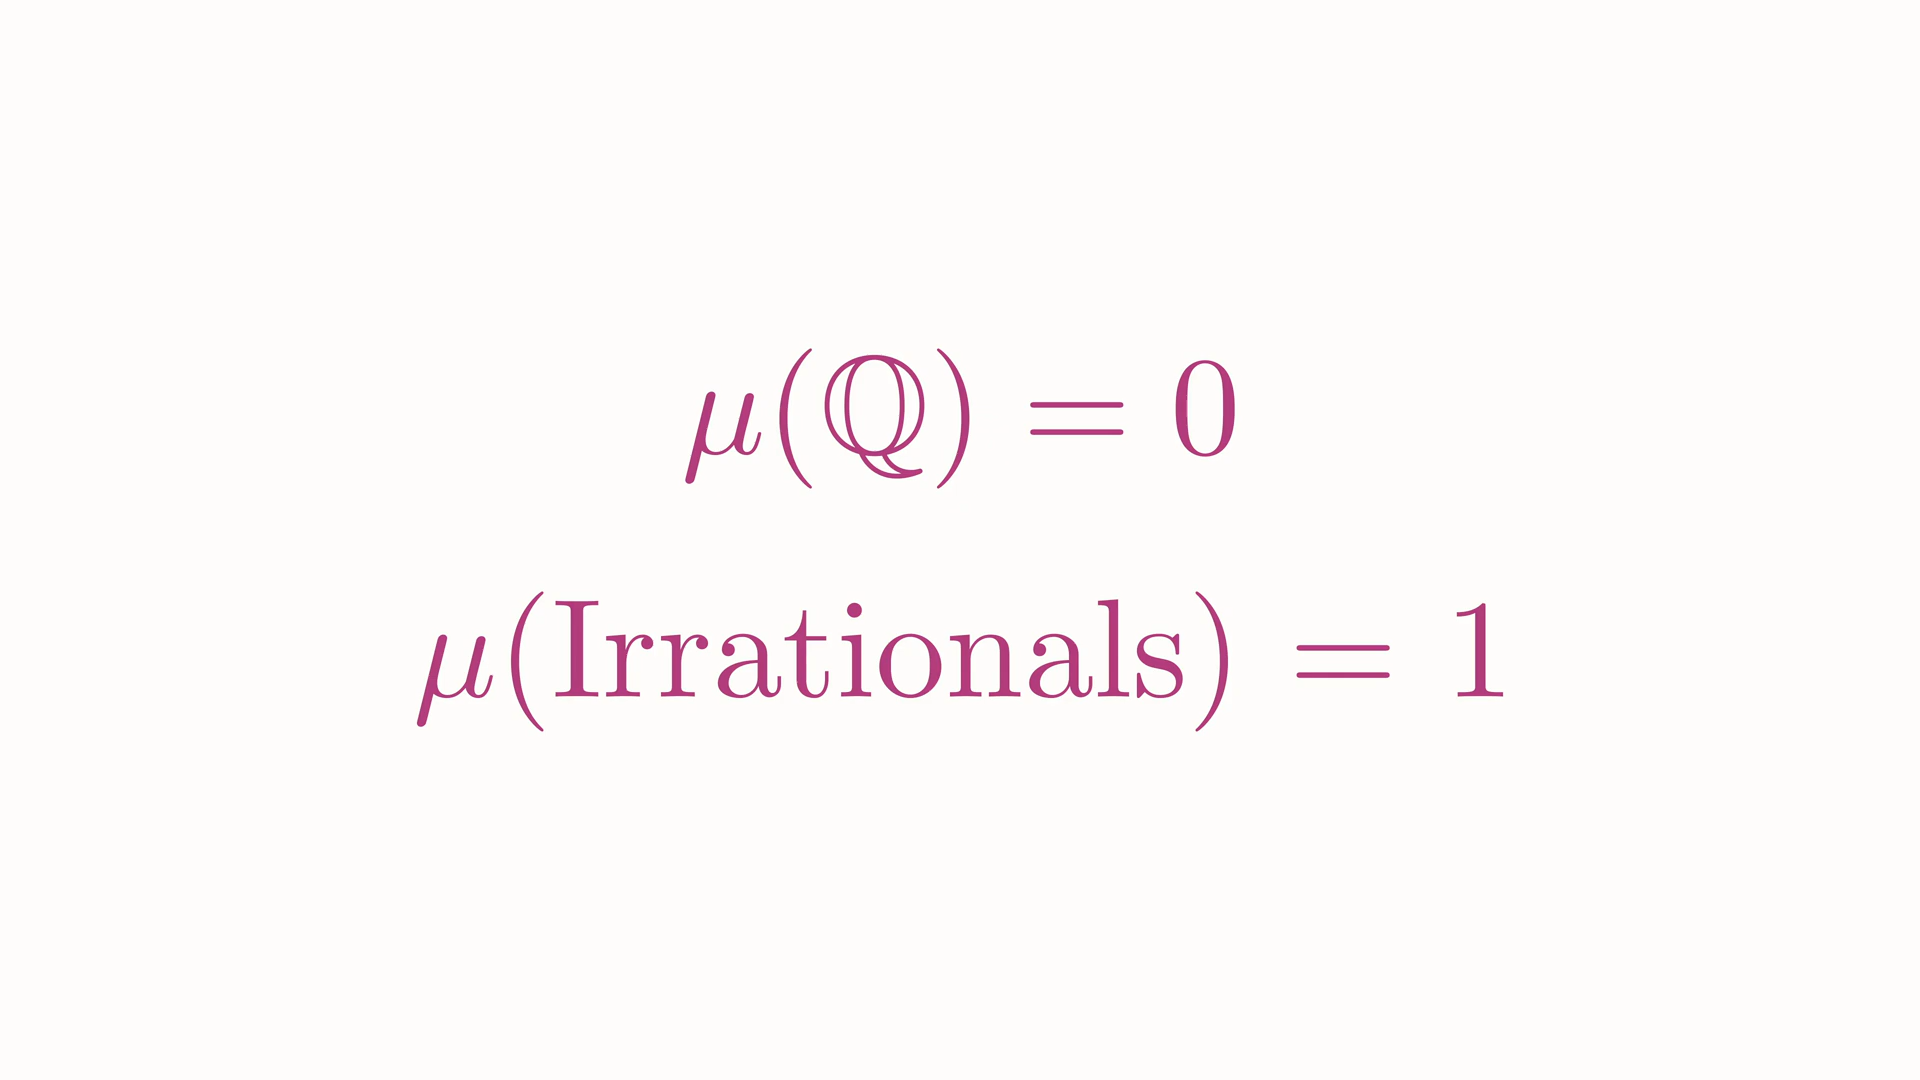 μ(ℚ) = 0
μ(Irrationals) = 1